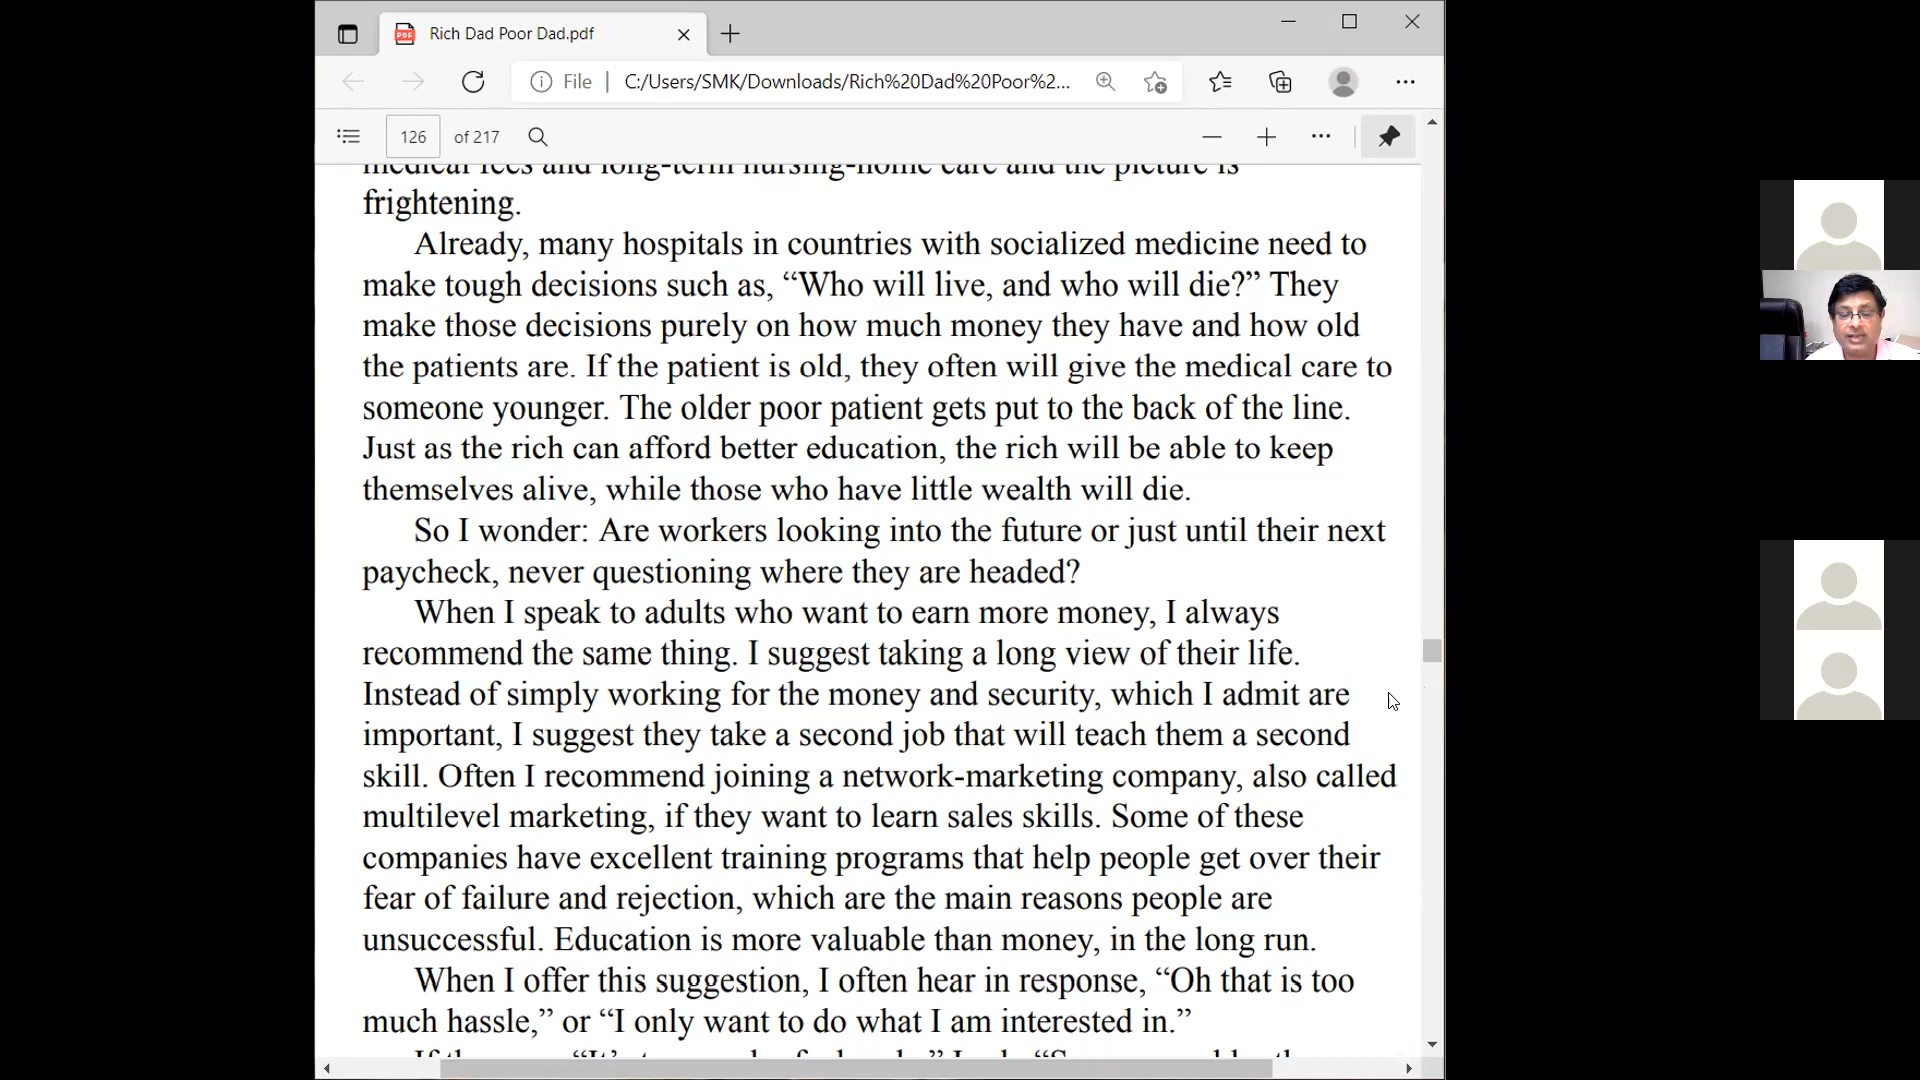 Rich Dad Poor Dad.pdf
File | C:/Users/SMK/Downloads/Rich%20Dad%20Poor%2...
126 of 217
medical fees and long-term nursing-home care and the picture is
frightening.
Already, many hospitals in countries with socialized medicine need to
make tough decisions such as, “Who will live, and who will die?” They
make those decisions purely on how much money they have and how old
the patients are. If the patient is old, they often will give the medical care to
someone younger. The older poor patient gets put to the back of the line.
Just as the rich can afford better education, the rich will be able to keep
themselves alive, while those who have little wealth will die.
So I wonder: Are workers looking into the future or just until their next
paycheck, never questioning where they are headed?
When I speak to adults who want to earn more money, I always
recommend the same thing. I suggest taking a long view of their life.
Instead of simply working for the money and security, which I admit are
important, I suggest they take a second job that will teach them a second
skill. Often I recommend joining a network-marketing company, also called
multilevel marketing, if they want to learn sales skills. Some of these
companies have excellent training programs that help people get over their
fear of failure and rejection, which are the main reasons people are
unsuccessful. Education is more valuable than money, in the long run.
When I offer this suggestion, I often hear in response, “Oh that is too
much hassle,” or “I only want to do what I am interested in.”